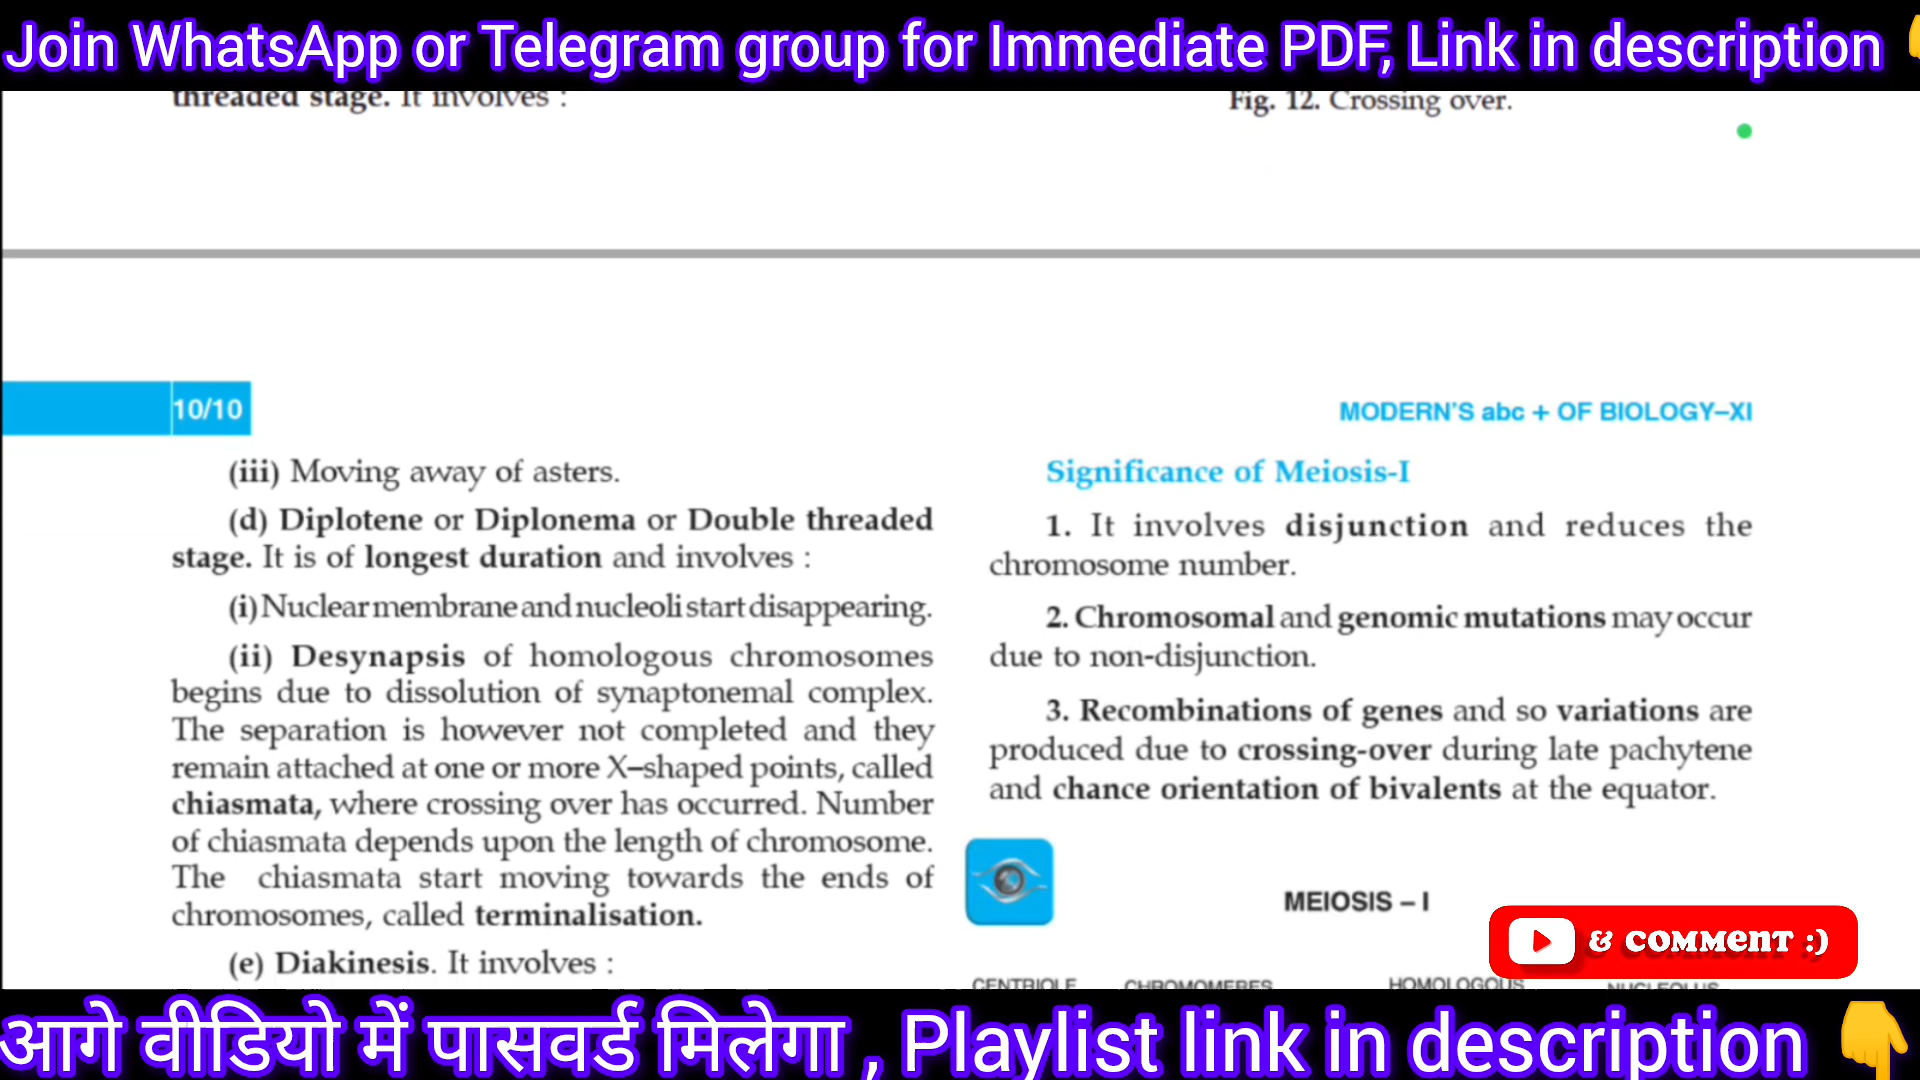 Join WhatsApp or Telegram group for Immediate PDF, Link in description
threaded stage. It involves :
Fig. 12. Crossing over.
10/10
MODERN'S abc + OF BIOLOGY–XI
(iii) Moving away of asters.
(d) Diplotene or Diplonema or Double threaded
stage. It is of longest duration and involves :
(i) Nuclear membrane and nucleoli start disappearing.
(ii) Desynapsis of homologous chromosomes
begins due to dissolution of synaptonemal complex.
The separation is however not completed and they
remain attached at one or more X–shaped points, called
chiasmata, where crossing over has occurred. Number
of chiasmata depends upon the length of chromosome.
The chiasmata start moving towards the ends of
chromosomes, called terminalisation.
(e) Diakinesis. It involves :
Significance of Meiosis-I
1. It involves disjunction and reduces the
chromosome number.
2. Chromosomal and genomic mutations may occur
due to non-disjunction.
3. Recombinations of genes and so variations are
produced due to crossing-over during late pachytene
and chance orientation of bivalents at the equator.
MEIOSIS – I
& COMMENT :)
CENTRIOLE CHROMOMERES HOMOLOGOUS NUCLEOLUS
आगे वीडियो में पासवर्ड मिलेगा , Playlist link in description